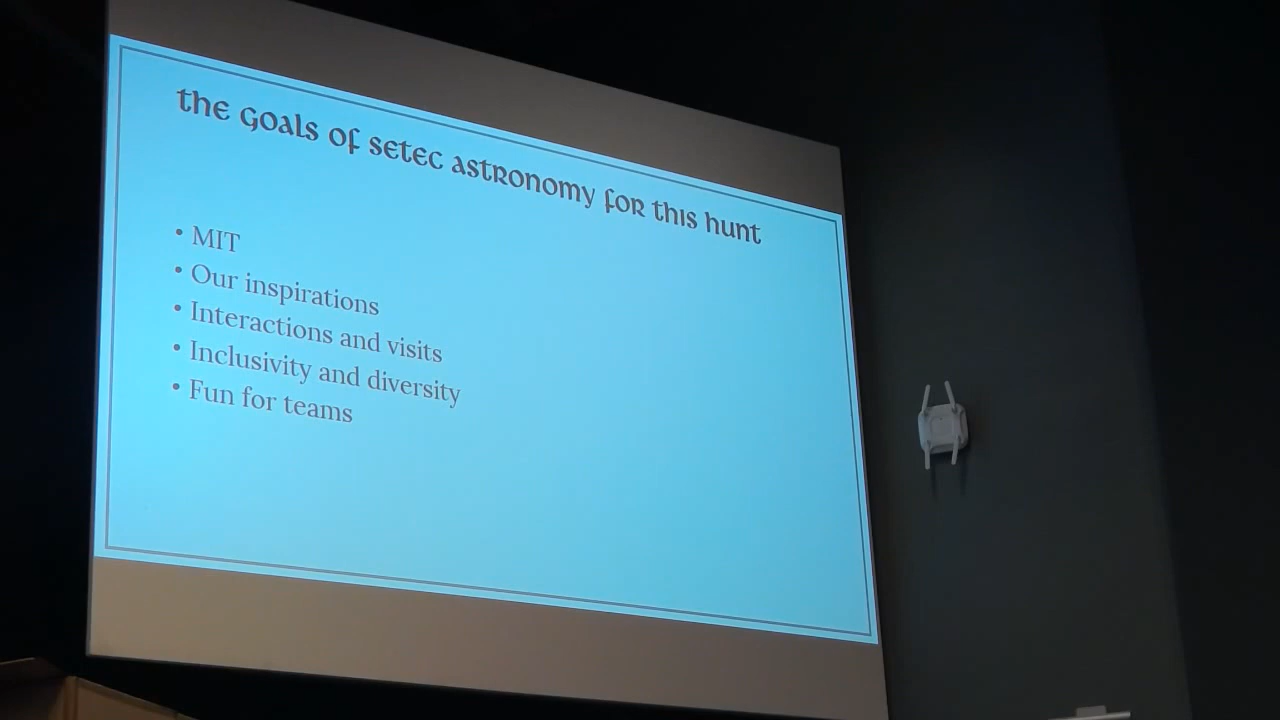 the goals of setec astronomy for this hunt
• MIT
• Our inspirations
• Interactions and visits
• Inclusivity and diversity
• Fun for teams